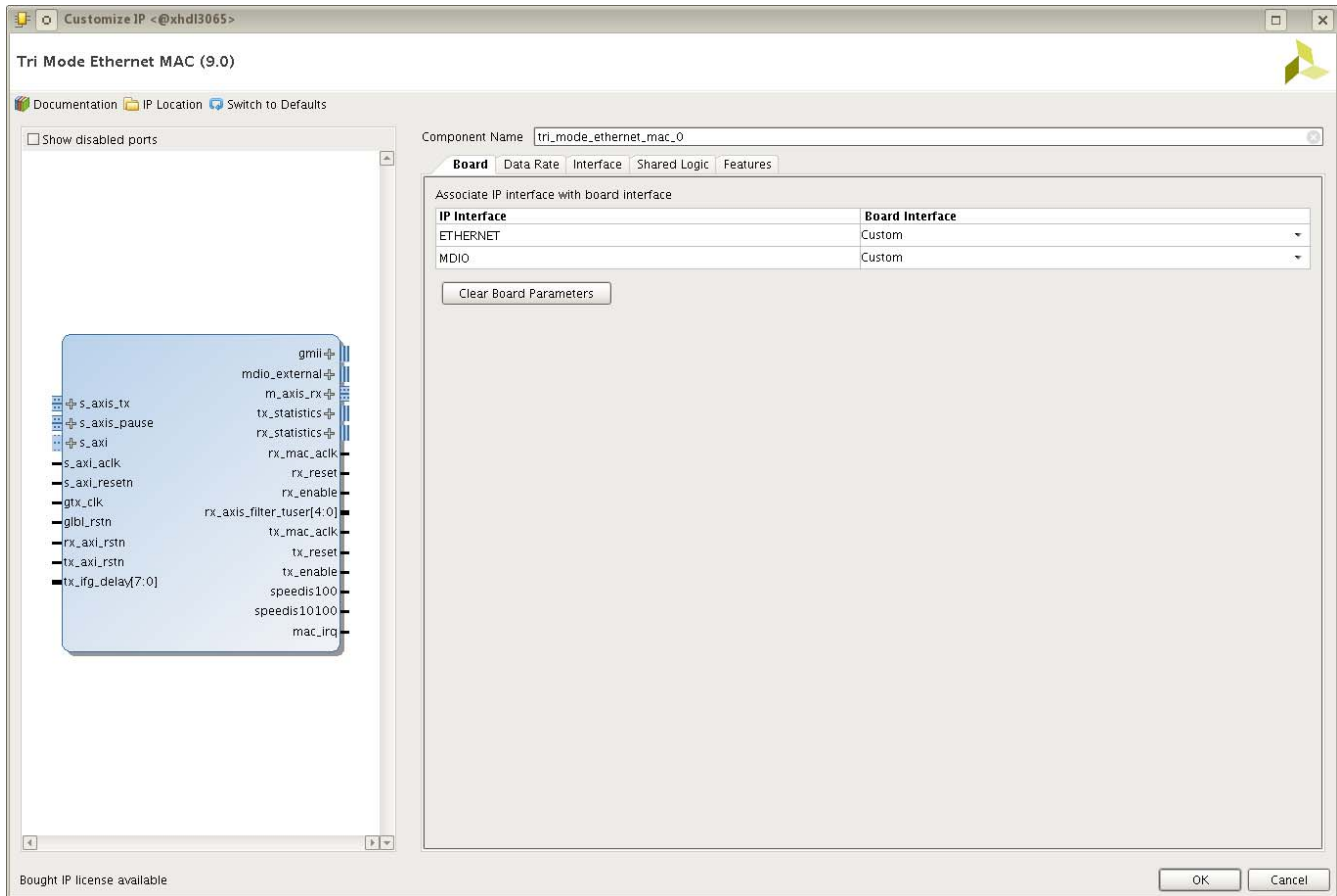 Customize IP <@xhdl3065>
Tri Mode Ethernet MAC (9.0)
Documentation IP Location Switch to Defaults
Show disabled ports
s_axis_tx
s_axis_pause
s_axi
s_axi_aclk
s_axi_resetn
gtx_clk
glbl_rstn
rx_axi_rstn
tx_axi_rstn
tx_ifg_delay[7:0]
gmii
mdio_external
m_axis_rx
tx_statistics
rx_statistics
rx_mac_aclk
rx_reset
rx_enable
rx_axis_filter_tuser[4:0]
tx_mac_aclk
tx_reset
tx_enable
speedis100
speedis10100
mac_irq
Component Name tri_mode_ethernet_mac_0
Board Data Rate Interface Shared Logic Features
Associate IP interface with board interface
IP Interface Board Interface
ETHERNET Custom
MDIO Custom
Clear Board Parameters
Bought IP license available
OK Cancel